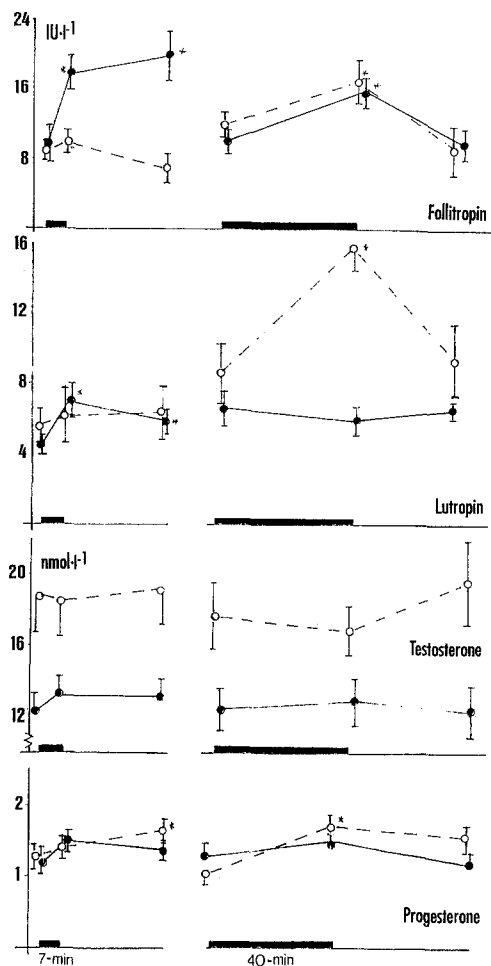 24
IU·l-¹
16
8
Follitropin
16
12
8
4
Lutropin
nmol·l-¹
20
16
12
Testosterone
2
1
Progesterone
7-min 40-min